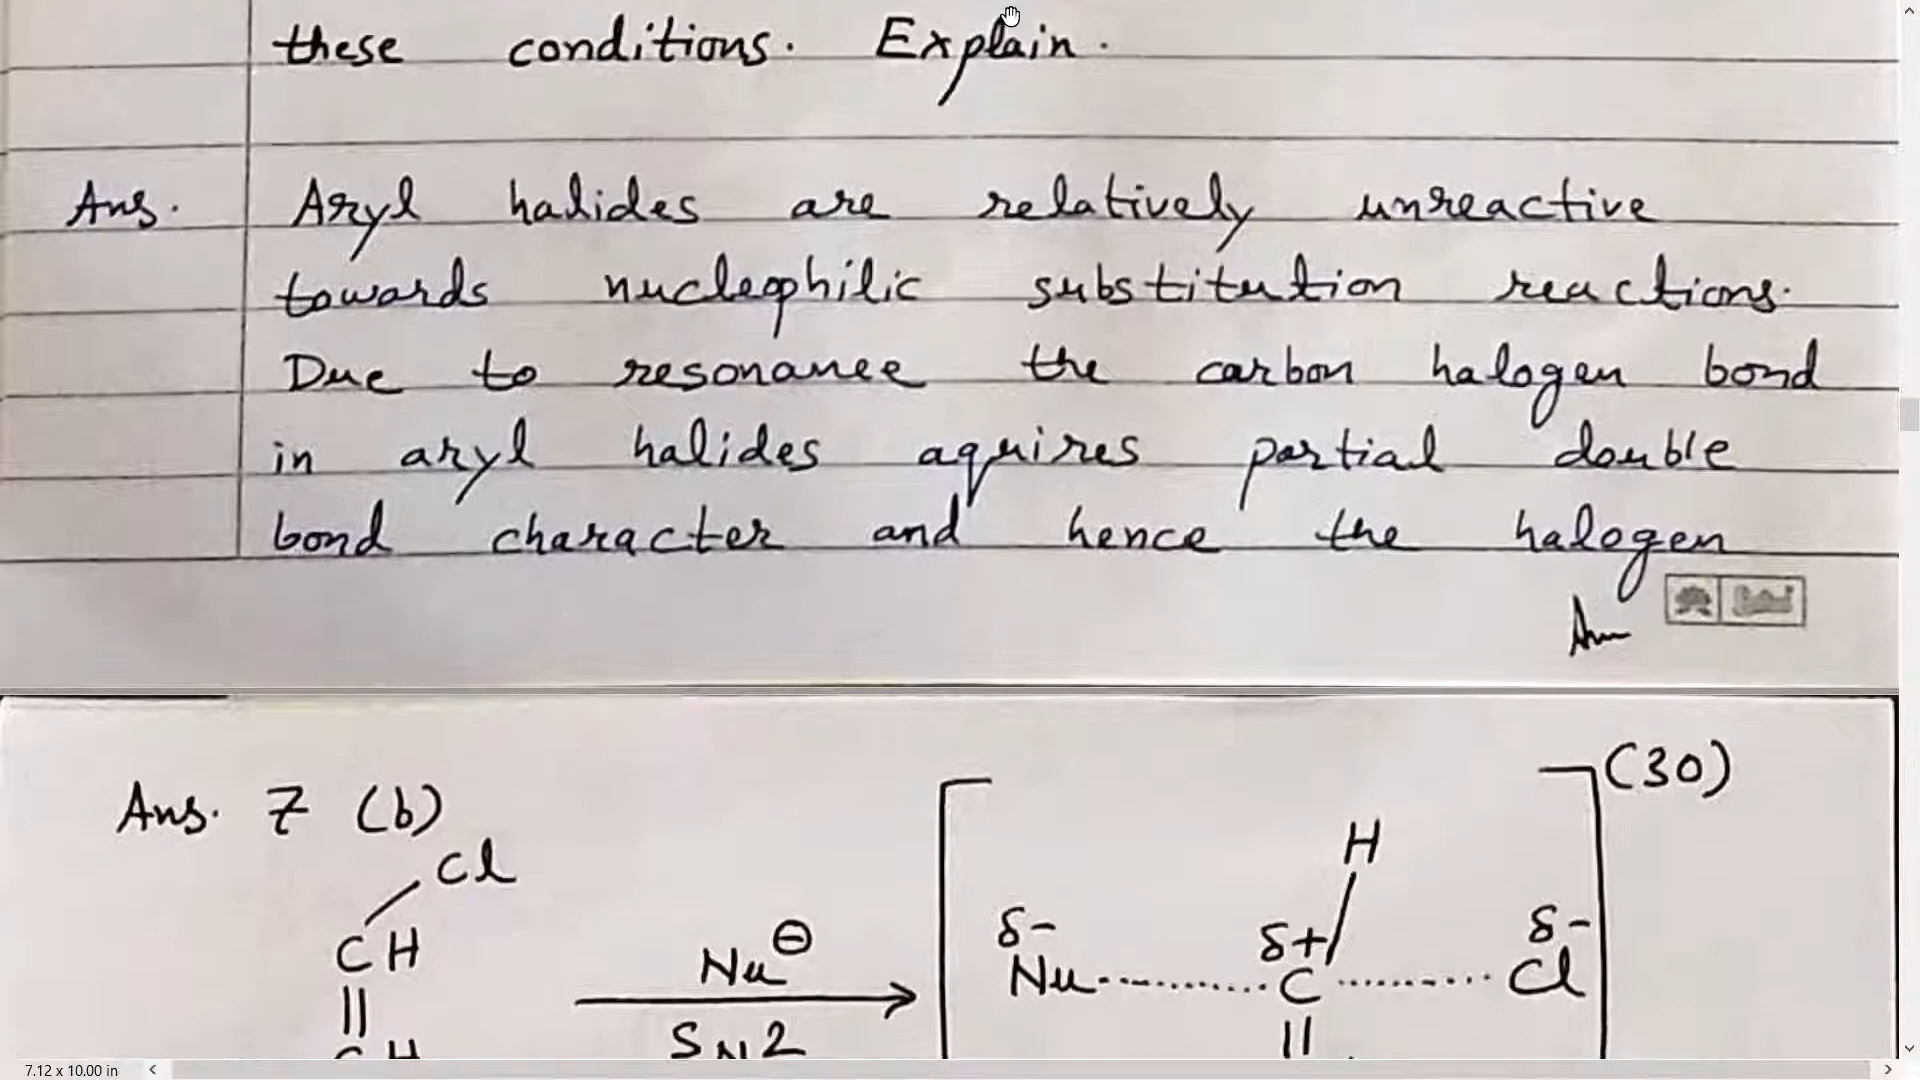 these conditions. Explain.
Ans. Aryl halides are relatively unreactive
towards nucleophilic substitution reactions.
Due to resonance the carbon halogen bond
in aryl halides aquires partial double
bond character and hence the halogen
Ans. 7 (b)
(30)
Cl
H
CH
Nu⊖
δ-
δ+
δ-
Nu
C
Cl
SN2
CH
7.12 x 10.00 in